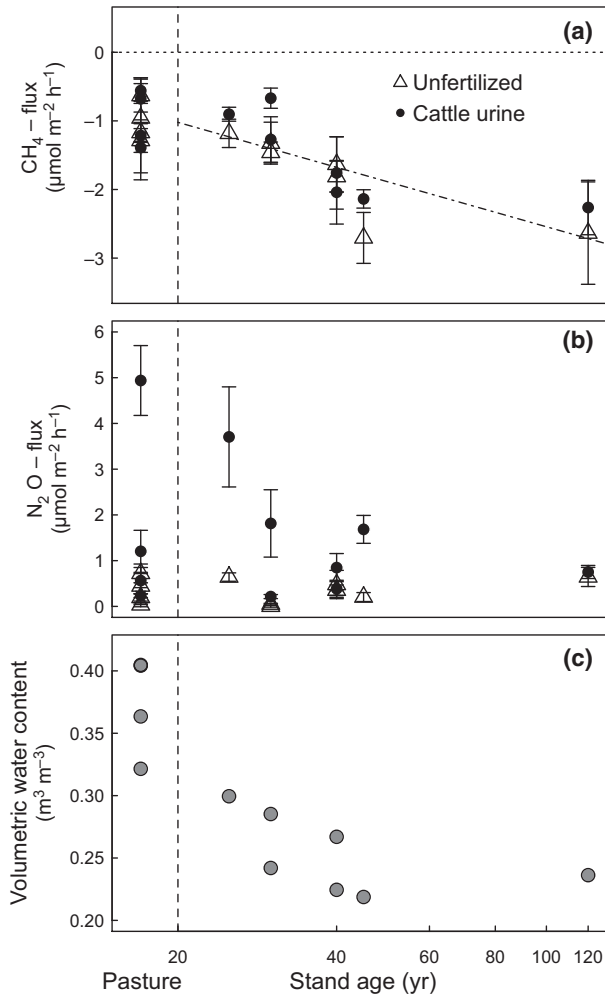 (a)
0
−1
−2
−3
CH₄ – flux
(μmol m⁻² h⁻¹)
Unfertilized
Cattle urine
(b)
6
5
4
3
2
1
0
N₂ O – flux
(μmol m⁻² h⁻¹)
(c)
0.40
0.35
0.30
0.25
0.20
Volumetric water content
(m³ m⁻³)
20 40 60 80 100 120
Pasture Stand age (yr)